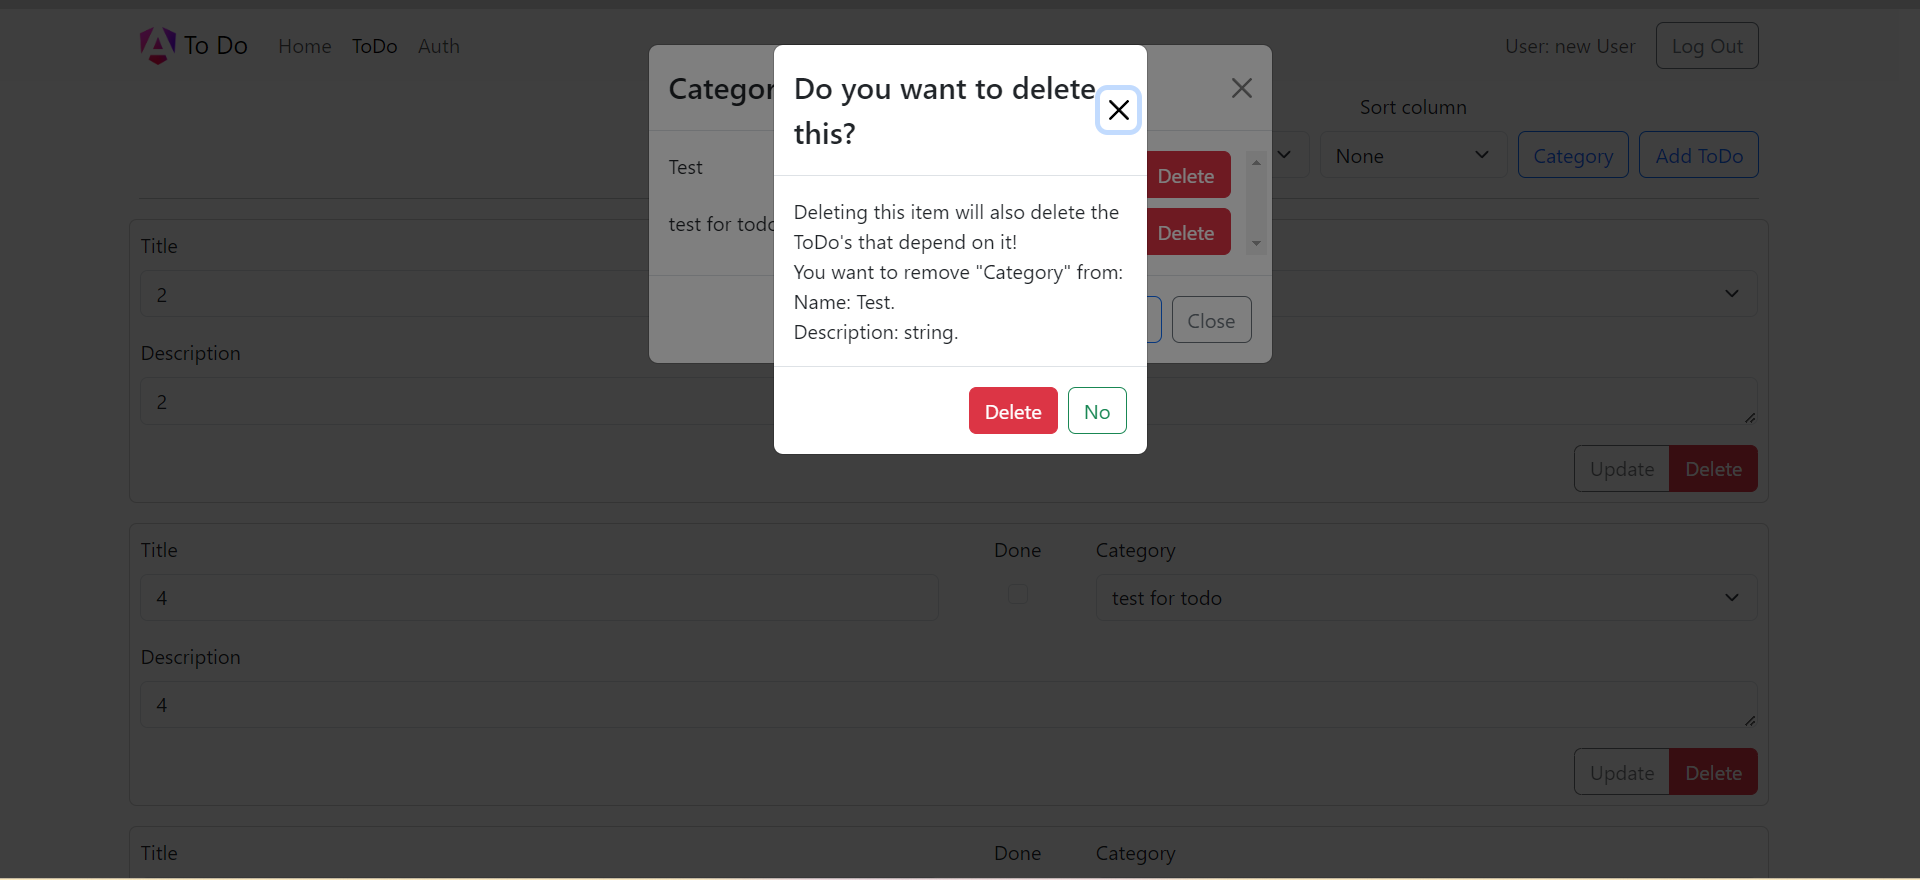 To Do Home ToDo Auth
User: new User Log Out
Sort column
None Category Add ToDo
Categor
Test Delete
test for todo Delete
Close
Do you want to delete
this?
Deleting this item will also delete the
ToDo's that depend on it!
You want to remove "Category" from:
Name: Test.
Description: string.
Delete No
Title
2
Description
2
Update Delete
Title Done Category
4 test for todo
Description
4
Update Delete
Title Done Category